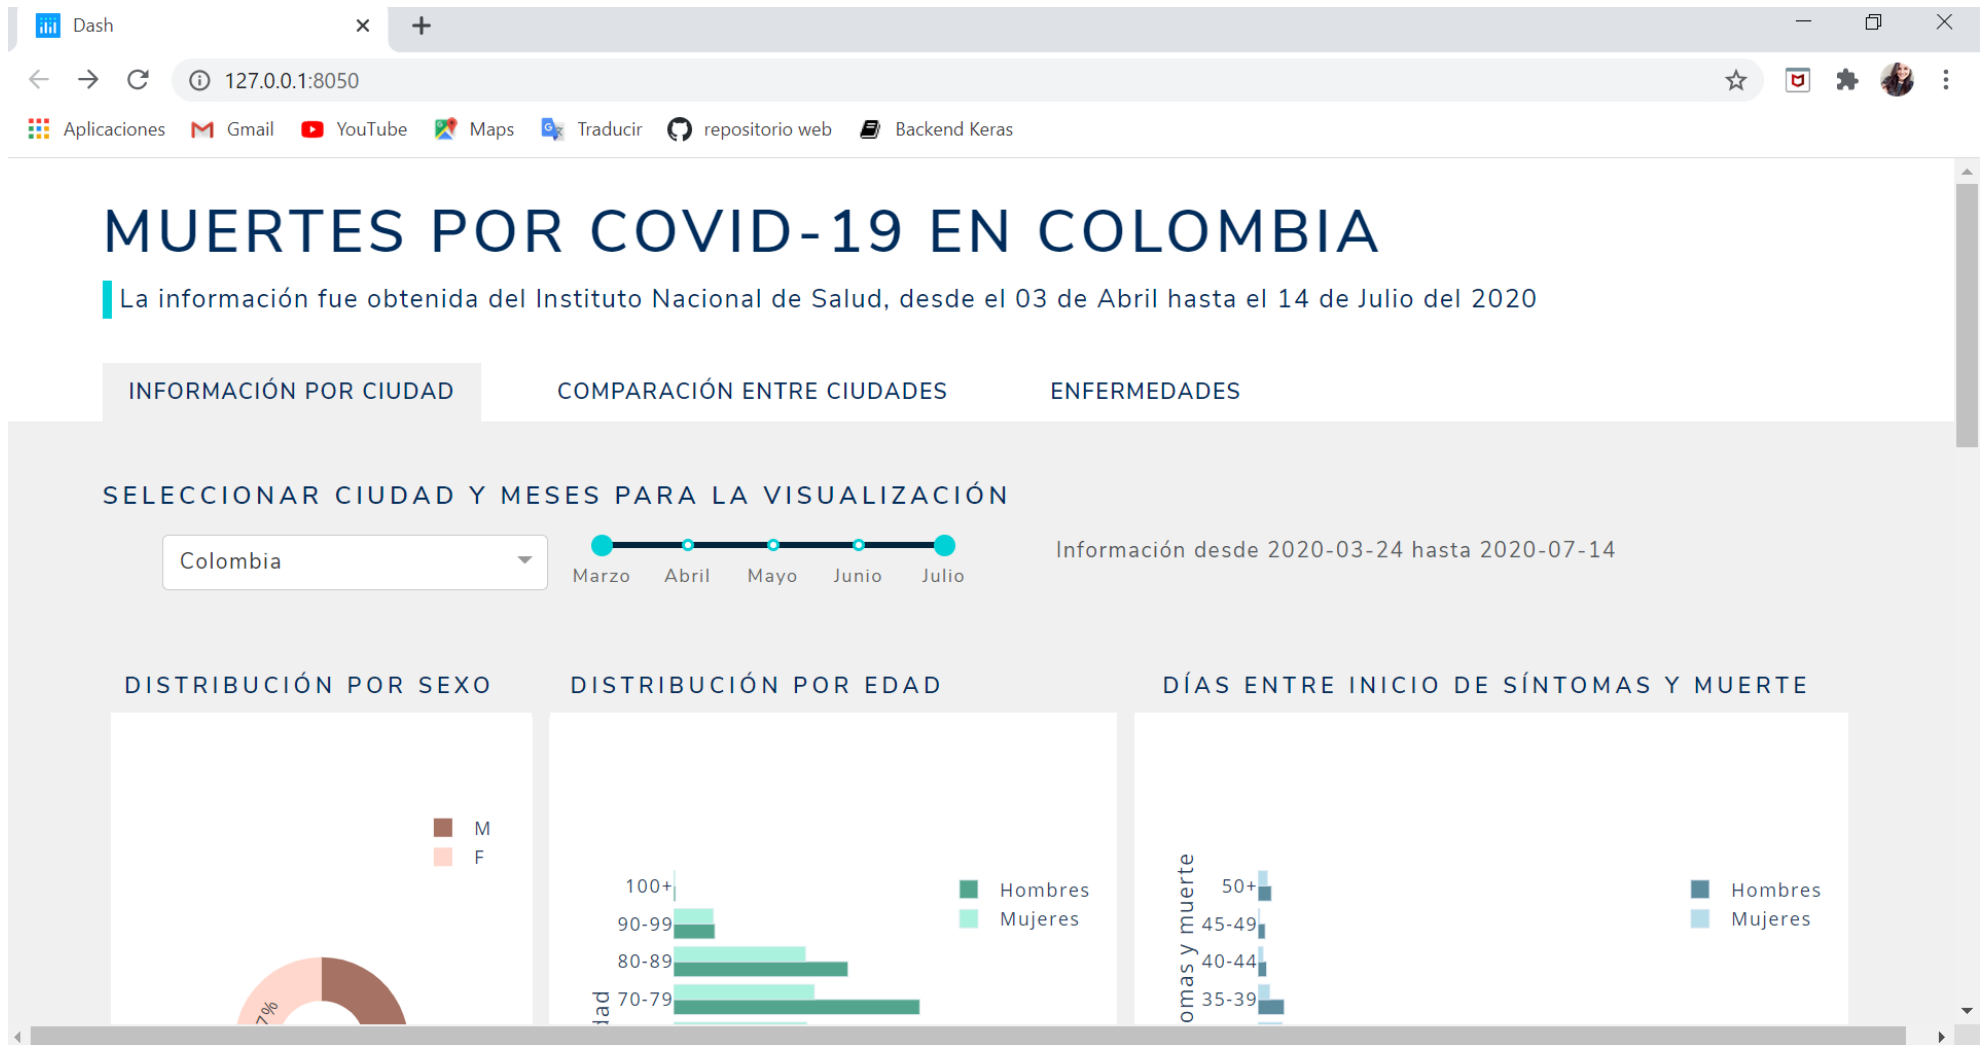 Dash
127.0.0.1:8050
Aplicaciones Gmail YouTube Maps Traducir repositorio web Backend Keras
MUERTES POR COVID-19 EN COLOMBIA
La información fue obtenida del Instituto Nacional de Salud, desde el 03 de Abril hasta el 14 de Julio del 2020
INFORMACIÓN POR CIUDAD COMPARACIÓN ENTRE CIUDADES ENFERMEDADES
SELECCIONAR CIUDAD Y MESES PARA LA VISUALIZACIÓN
Colombia
Marzo Abril Mayo Junio Julio
Información desde 2020-03-24 hasta 2020-07-14
DISTRIBUCIÓN POR SEXO
M
F
7%
DISTRIBUCIÓN POR EDAD
100+
90-99
80-89
70-79
dad
Hombres
Mujeres
DÍAS ENTRE INICIO DE SÍNTOMAS Y MUERTE
omas y muerte
50+
45-49
40-44
35-39
Hombres
Mujeres